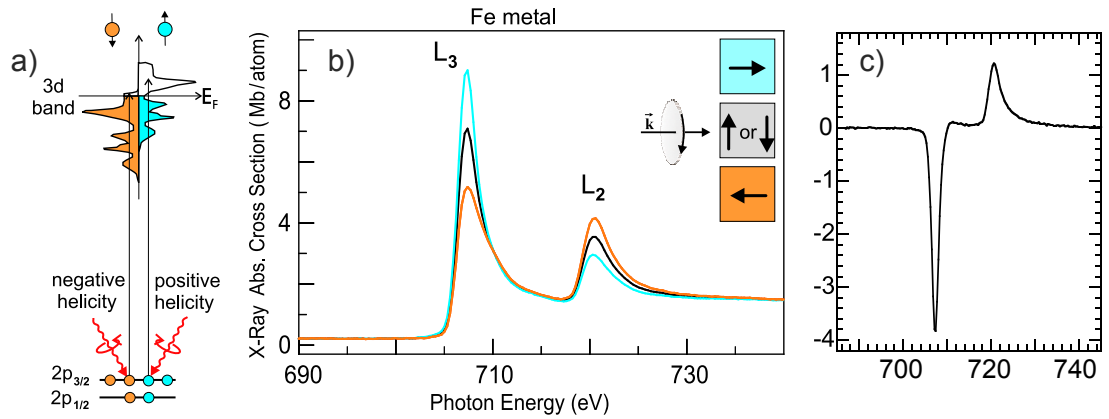 Fe metal
a)
3d
band
E_F
negative
helicity
positive
helicity
2p3/2
2p1/2
b)
L3
L2
k
or
X-Ray Abs. Cross Section (Mb/atom)
8
4
0
690
710
730
Photon Energy (eV)
c)
1
0
-1
-2
-3
-4
700
720
740